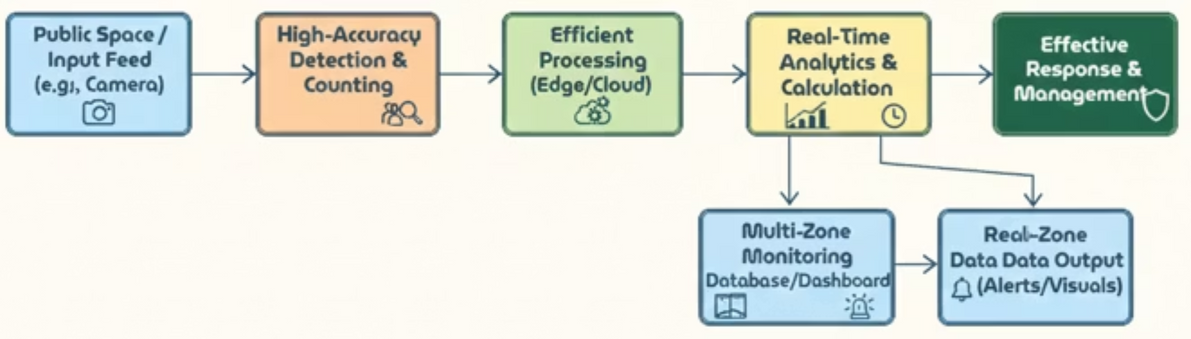 Public Space /
Input Feed
(e.g., Camera)
High-Accuracy
Detection &
Counting
Efficient
Processing
(Edge/Cloud)
Real-Time
Analytics &
Calculation
Effective
Response &
Management
Multi-Zone
Monitoring
Database/Dashboard
Real-Zone
Data Data Output
(Alerts/Visuals)